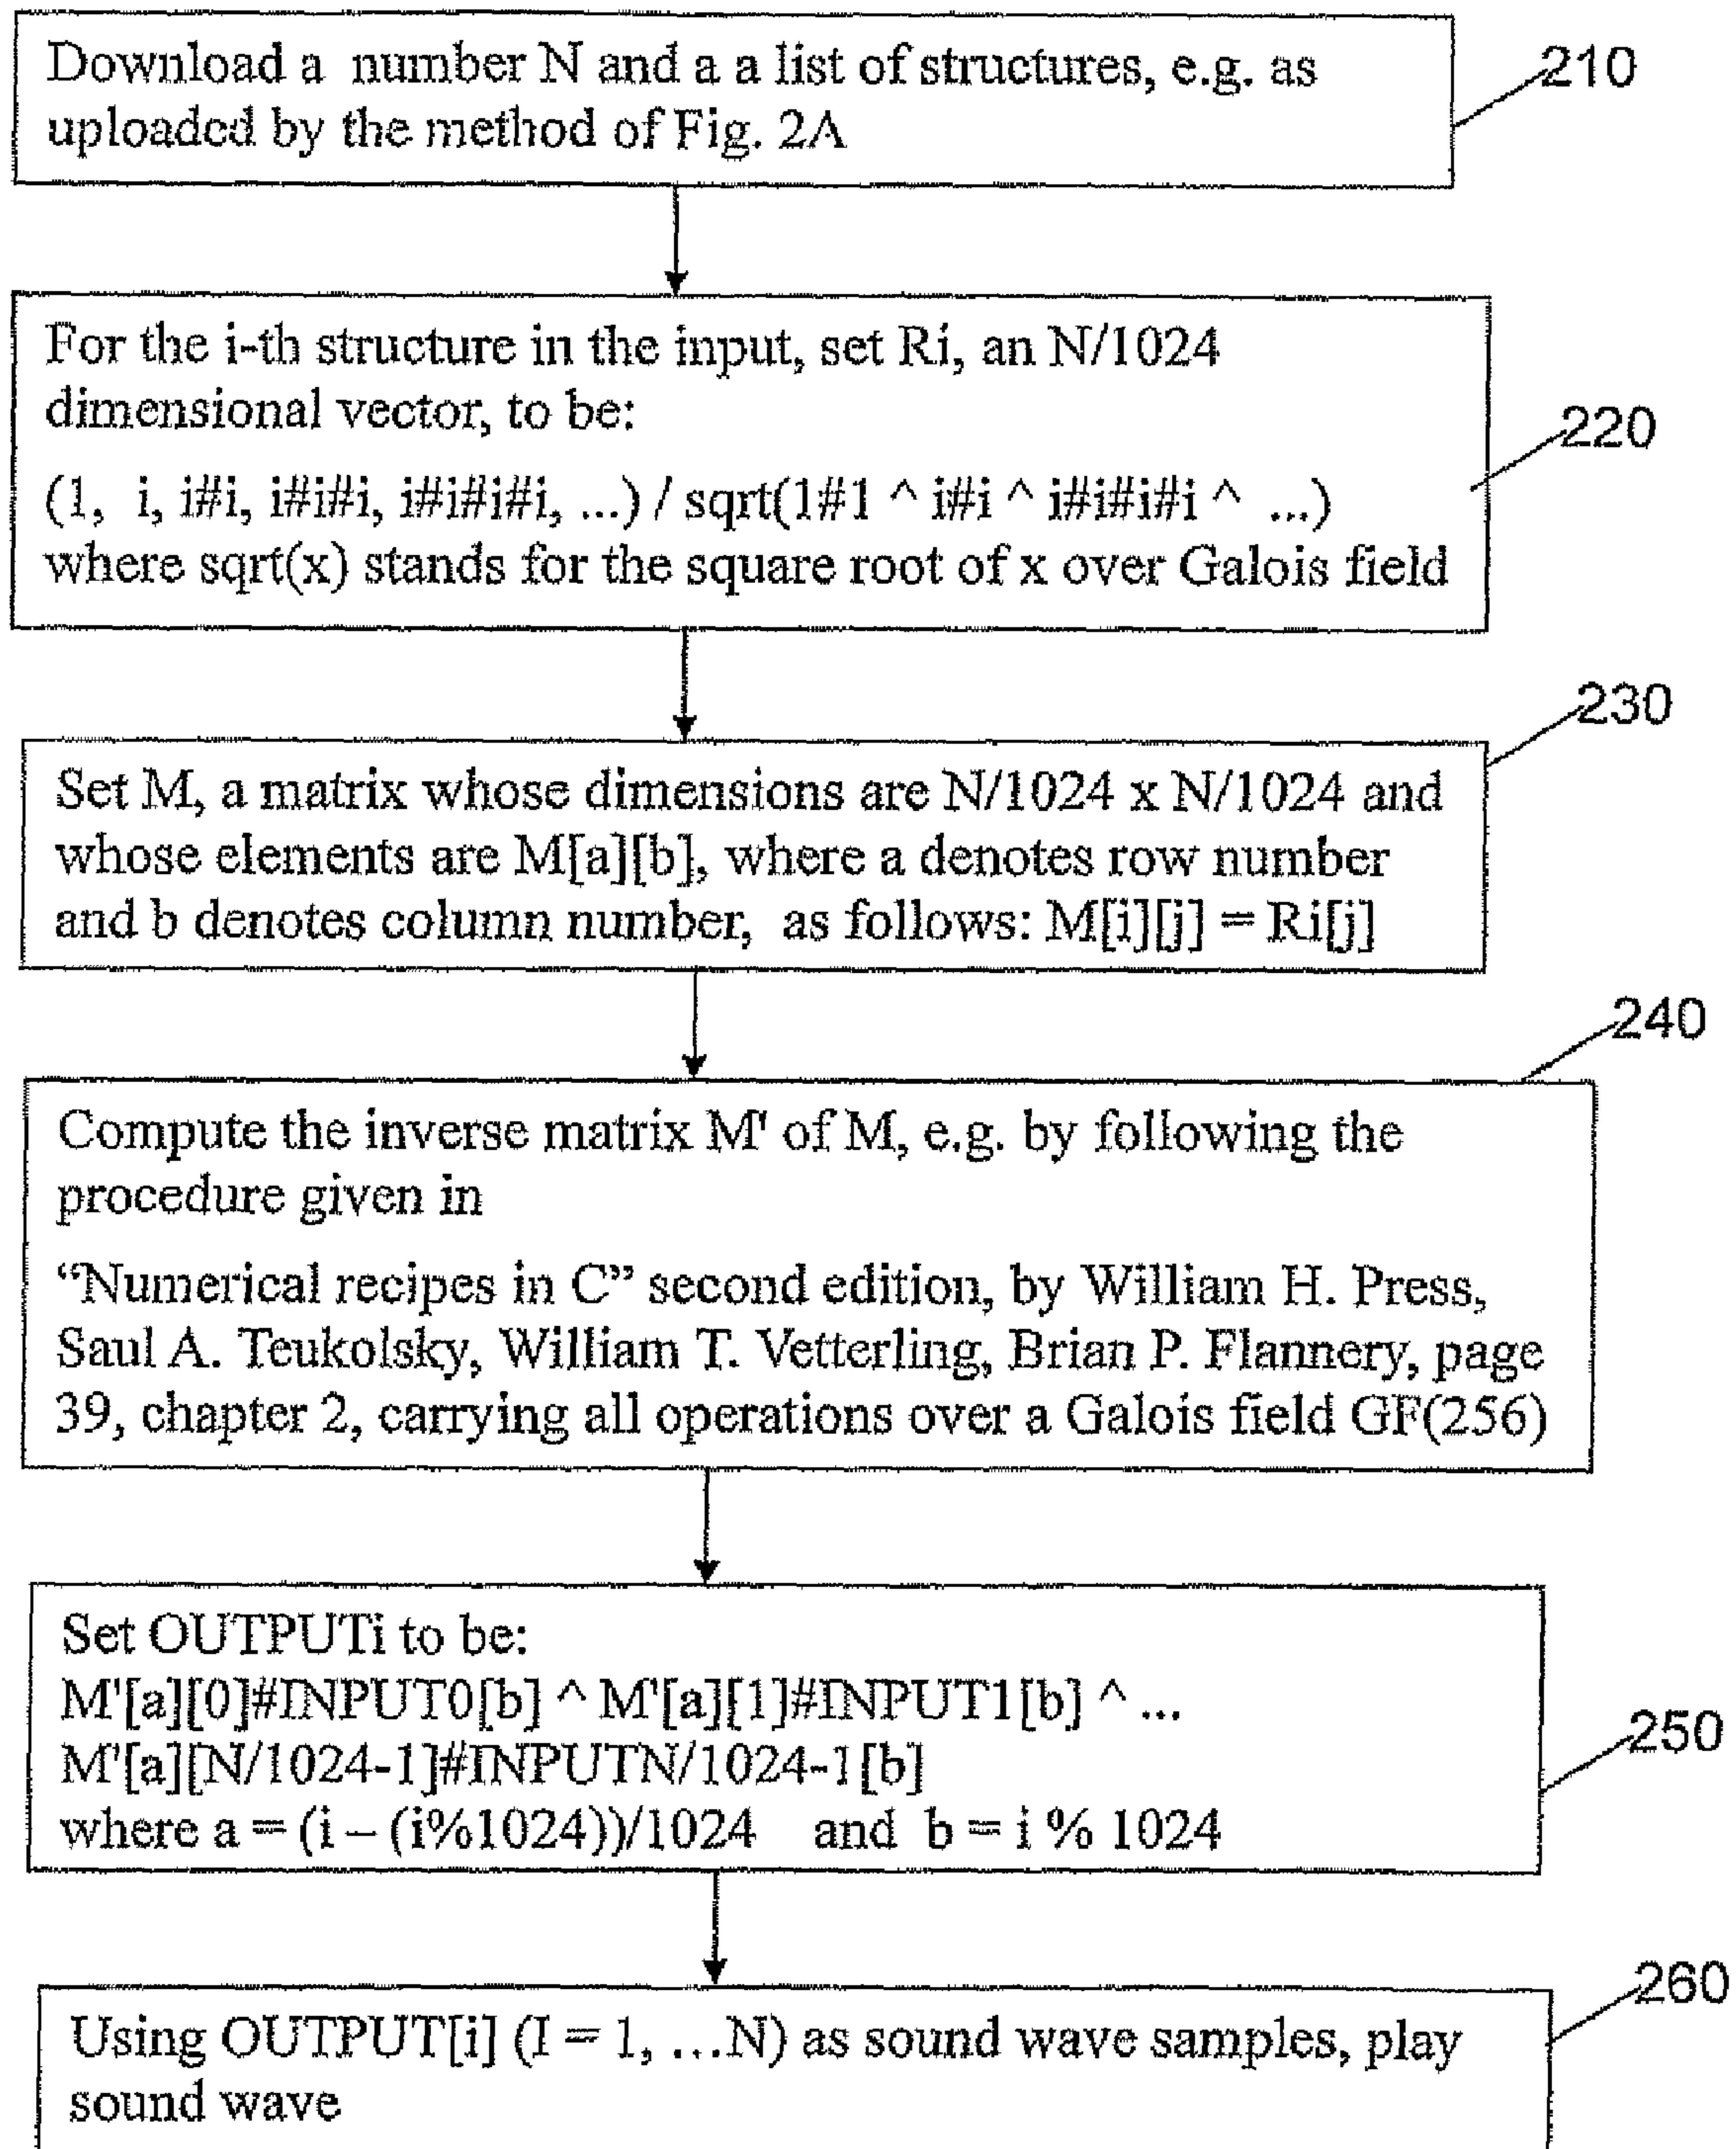 Download a number N and a a list of structures, e.g. as
uploaded by the method of Fig. 2A
210
For the i-th structure in the input, set Ri, an N/1024
dimensional vector, to be:
(1, i, i#i, i#i#i, i#i#i#i, ...) / sqrt(1#1 ^ i#i ^ i#i#i#i ^ ...)
where sqrt(x) stands for the square root of x over Galois field
220
Set M, a matrix whose dimensions are N/1024 x N/1024 and
whose elements are M[a][b], where a denotes row number
and b denotes column number, as follows: M[i][j] = Ri[j]
230
Compute the inverse matrix M' of M, e.g. by following the
procedure given in
“Numerical recipes in C” second edition, by William H. Press,
Saul A. Teukolsky, William T. Vetterling, Brian P. Flannery, page
39, chapter 2, carrying all operations over a Galois field GF(256)
240
Set OUTPUTi to be:
M'[a][0]#INPUT0[b] ^ M'[a][1]#INPUT1[b] ^ ...
M'[a][N/1024-1]#INPUTN/1024-1[b]
where a = (i – (i%1024))/1024 and b = i % 1024
250
Using OUTPUT[i] (I = 1, …N) as sound wave samples, play
sound wave
260